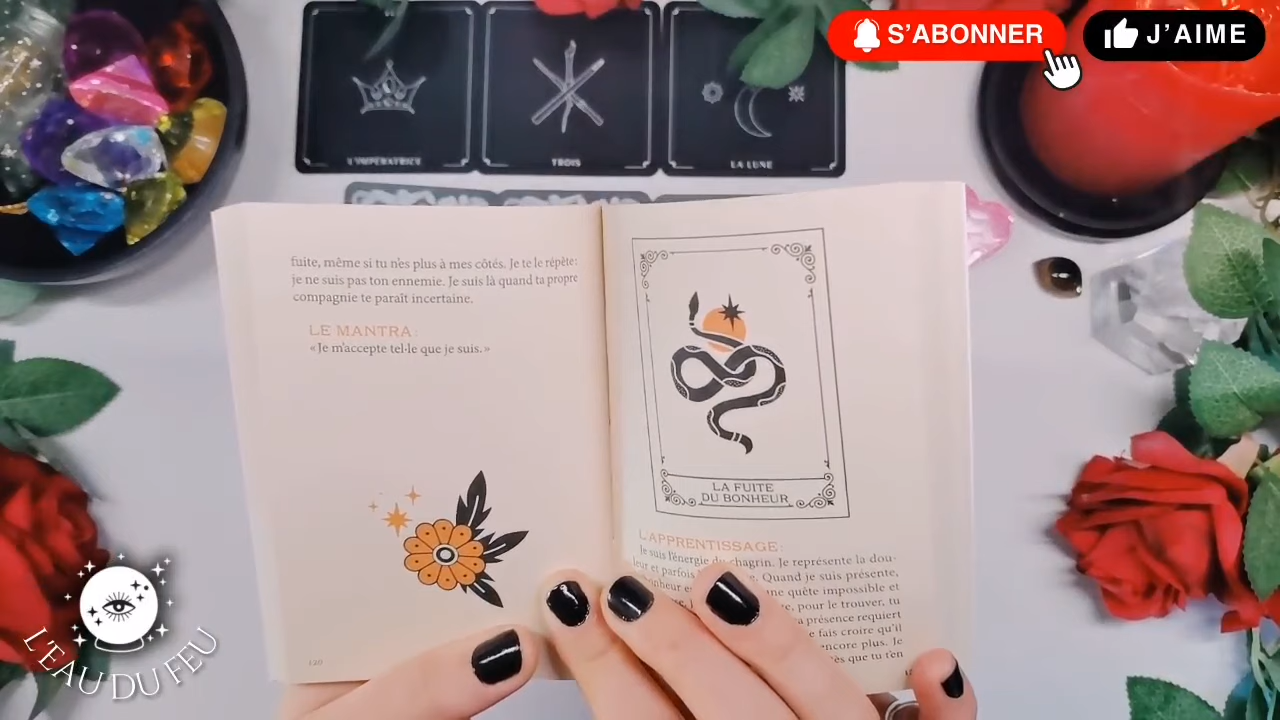 S'ABONNER
J'AIME
L'IMPÉRATRICE
TROIS
LA LUNE
fuite, même si tu n'es plus à mes côtés. Je te le répète :
je ne suis pas ton ennemie. Je suis là quand ta propre
compagnie te paraît incertaine.
LE MANTRA :
« Je m'accepte tel·le que je suis. »
120
LA FUITE
DU BONHEUR
L'APPRENTISSAGE :
Je suis l'énergie du chagrin. Je représente la dou-
leur et parfois
Quand je suis présente,
une quête impossible et
pour le trouver, tu
présence requiert
fais croire qu'il
encore plus. Je
dès que tu t'en
L'EAU DU FEU